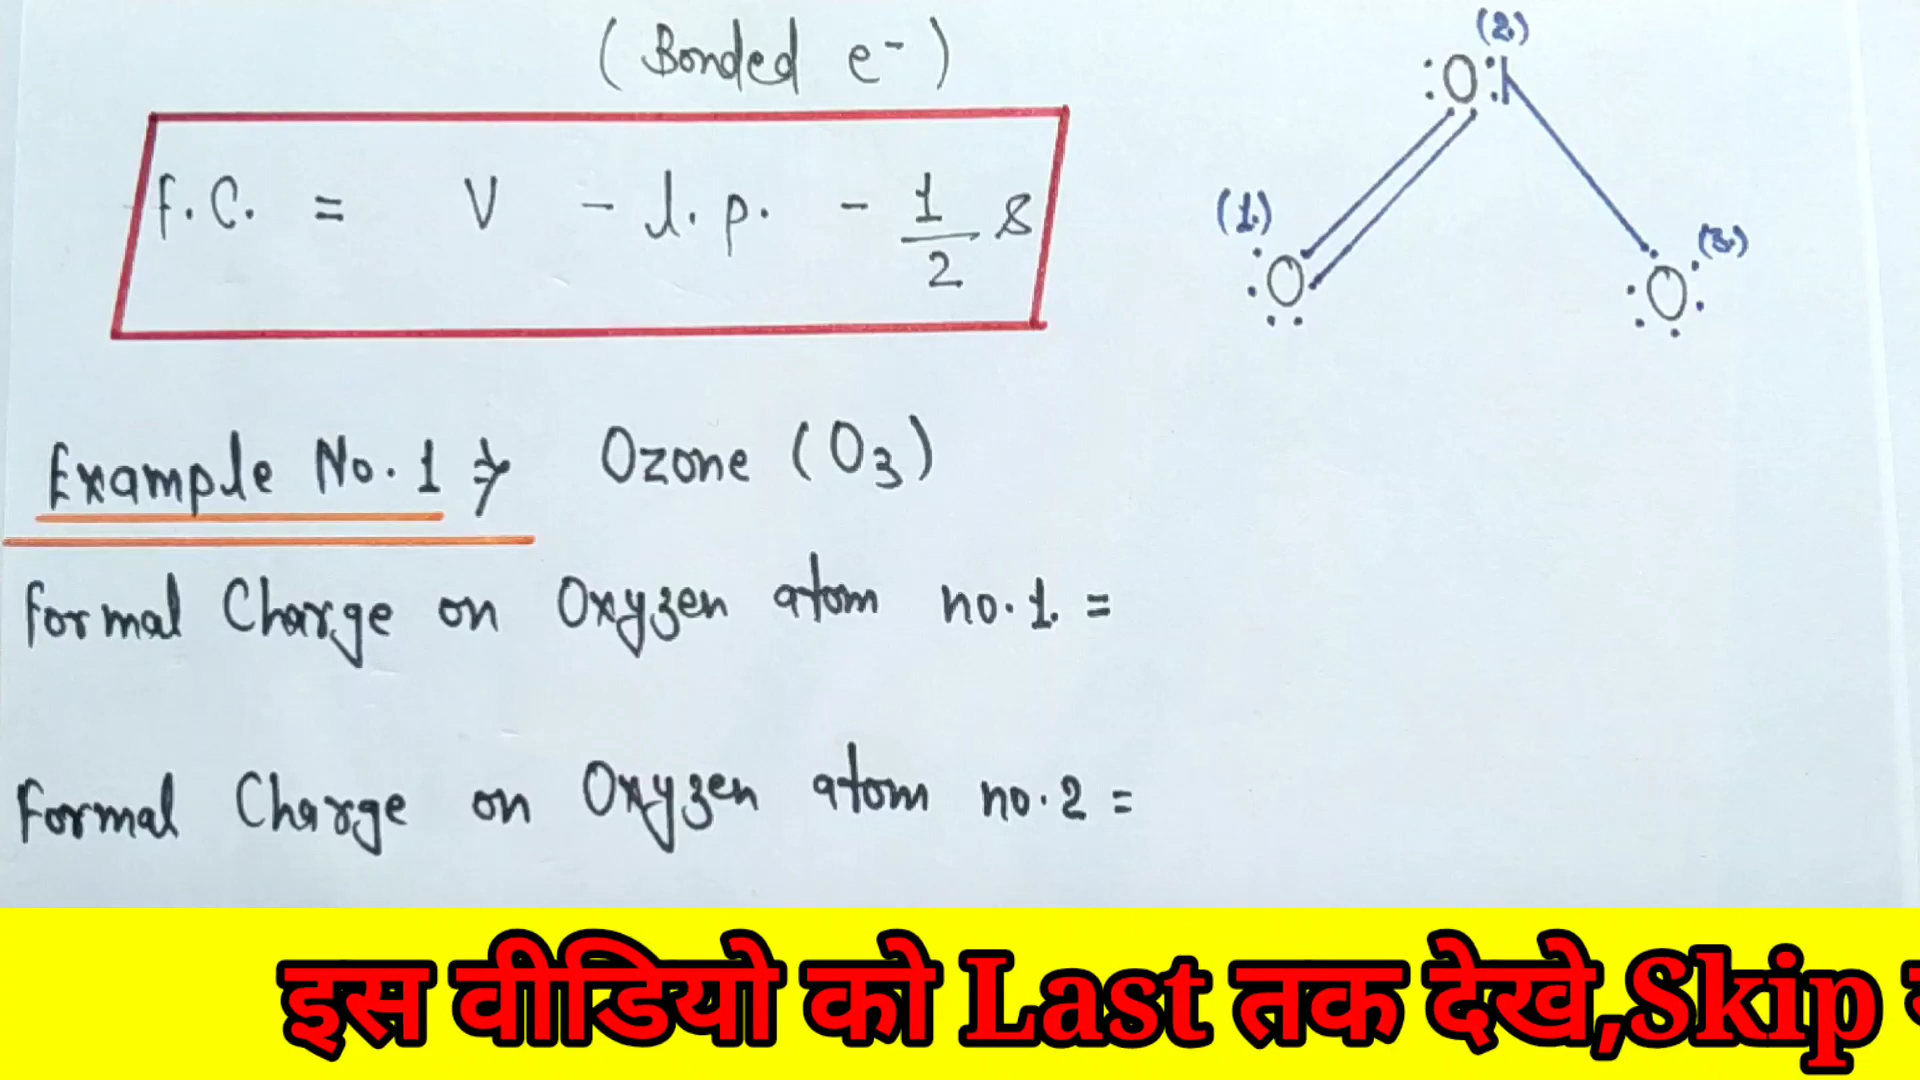 ( Bonded e⁻ )
F.C. = V - l.p. - 1/2 s
(2.)
:O:
(1.)
O
(3.)
O
Example No. 1 ⇒ Ozone (O₃)
Formal Charge on Oxygen atom no. 1. =
Formal Charge on Oxygen atom no. 2 =
इस वीडियो को Last तक देखे,Skip